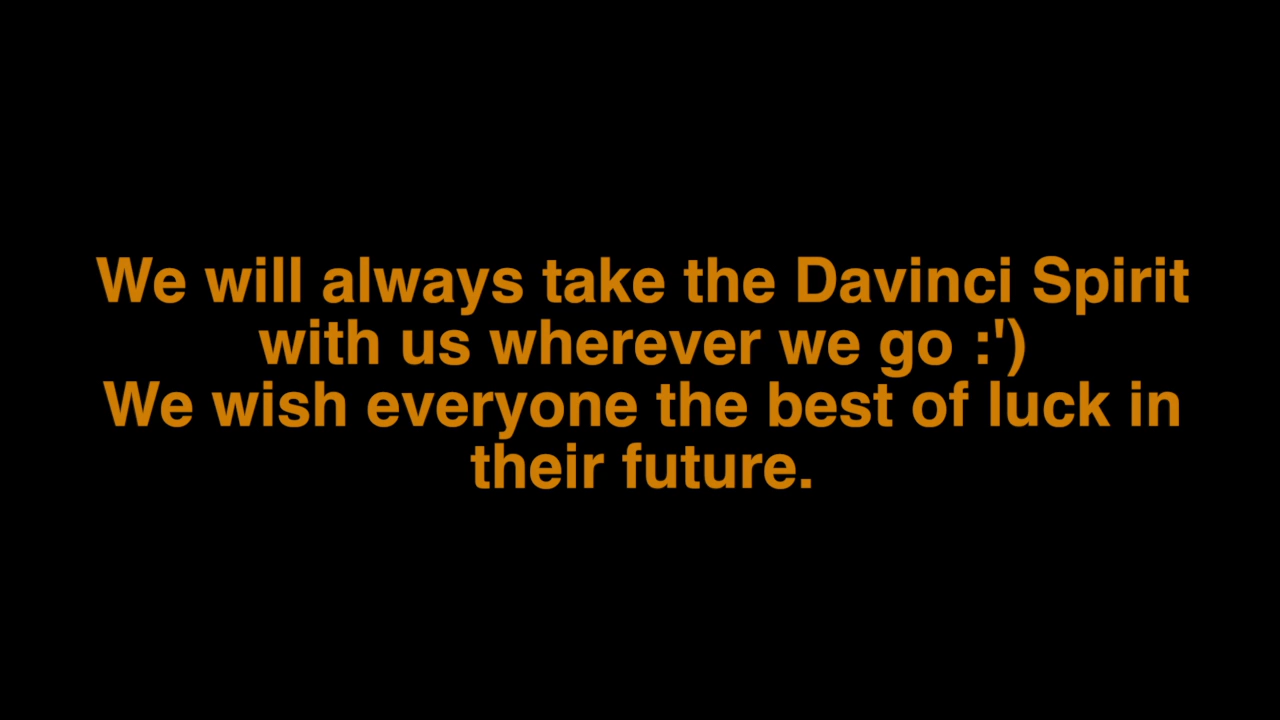 We will always take the Davinci Spirit
with us wherever we go :')
We wish everyone the best of luck in
their future.